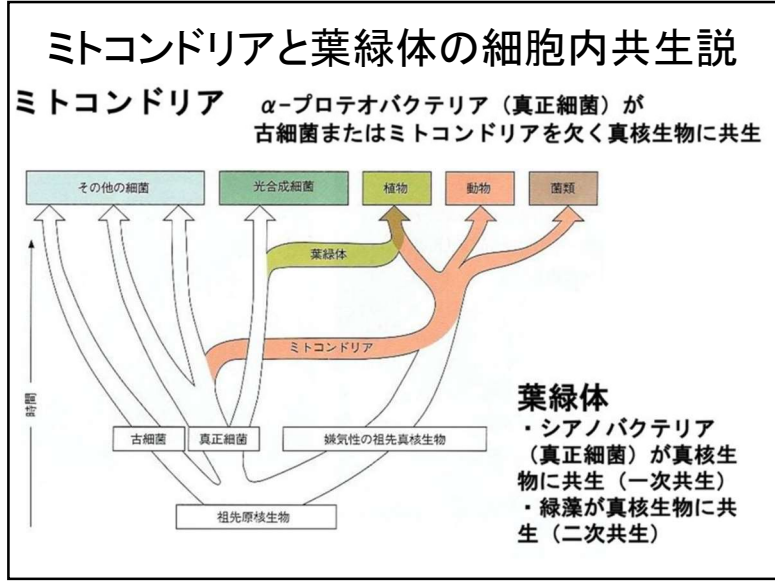 ミトコンドリアと葉緑体の細胞内共生説
ミトコンドリア α-プロテオバクテリア（真正細菌）が
古細菌またはミトコンドリアを欠く真核生物に共生
その他の細菌
光合成細菌
植物
動物
菌類
葉緑体
ミトコンドリア
時間
古細菌
真正細菌
嫌気性の祖先真核生物
祖先原核生物
葉緑体
・シアノバクテリア
（真正細菌）が真核生
物に共生（一次共生）
・緑藻が真核生物に共
生（二次共生）